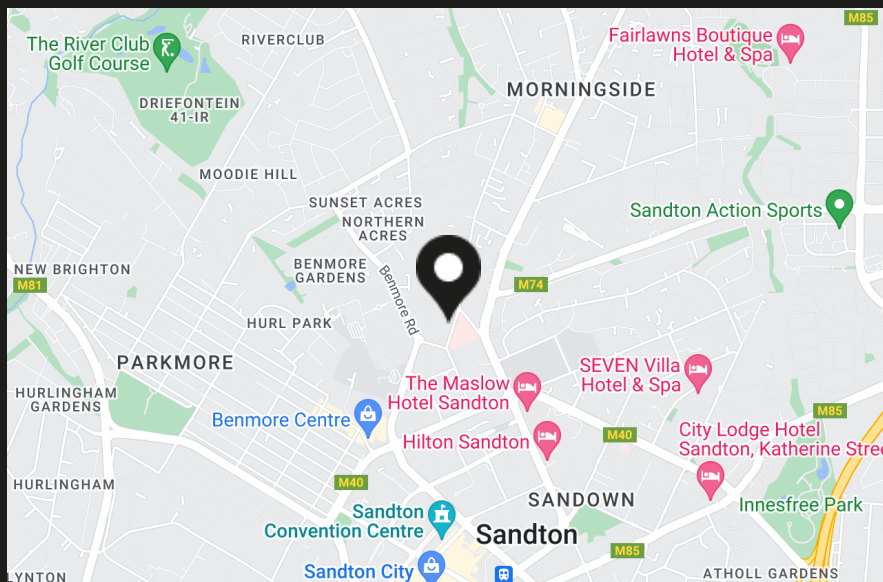 M85
The River Club
Golf Course
RIVERCLUB
Fairlawns Boutique
Hotel & Spa
MORNINGSIDE
DRIEFONTEIN
41-IR
MOODIE HILL
SUNSET ACRES
NORTHERN
ACRES
Sandton Action Sports
NEW BRIGHTON
M81
BENMORE
GARDENS
Benmore Rd
M74
HURL PARK
PARKMORE
SEVEN Villa
Hotel & Spa
The Maslow
Hotel Sandton
HURLINGHAM
GARDENS
Benmore Centre
M85
Hilton Sandton
M40
City Lodge Hotel
Sandton, Katherine Stree
HURLINGHAM
M40
SANDOWN
Innesfree Park
Sandton
Convention Centre
Sandton
M85
Sandton City
LYNTON
ATHOLL GARDENS